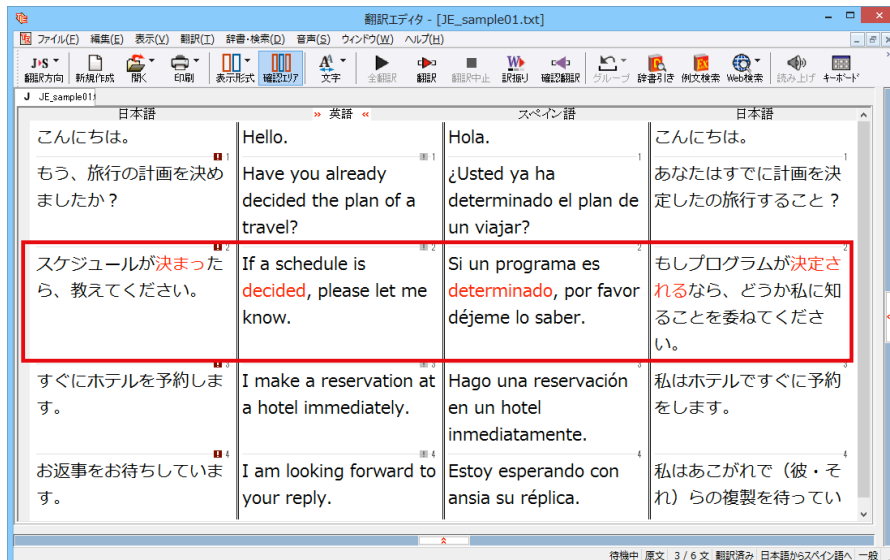 翻訳エディタ - [JE_sample01.txt]
ファイル(F) 編集(E) 表示(V) 翻訳(T) 辞書・検索(D) 音声(S) ウィンドウ(W) ヘルプ(H)
翻訳方向 新規作成 開く 印刷 表示形式 確認エリア 文字 全翻訳 翻訳 翻訳中止 訳振り 確認翻訳 グループ 辞書引き 例文検索 Web検索 読み上げ キーボード
J JE_sample01.
日本語 » 英語 « スペイン語 日本語
こんにちは。 Hello. Hola. こんにちは。
1 1 1 1
もう、旅行の計画を決め Have you already ¿Usted ya ha あなたはすでに計画を決
ましたか? decided the plan of a determinado el plan de 定したの旅行すること?
travel? un viajar?
2 2 2 2
スケジュールが決まった If a schedule is Si un programa es もしプログラムが決定さ
ら、教えてください。 decided, please let me determinado, por favor れるなら、どうか私に知
know. déjeme lo saber. ることを委ねてくださ
い。
3 3 3 3
すぐにホテルを予約しま I make a reservation at Hago una reservación 私はホテルですぐに予約
す。 a hotel immediately. en un hotel をします。
inmediatamente.
4 4 4 4
お返事をお待ちしていま I am looking forward to Estoy esperando con 私はあこがれで(彼・そ
す。 your reply. ansia su réplica. れ)らの複製を待ってい
待機中 原文 3 / 6 文 翻訳済み 日本語からスペイン語へ 一般